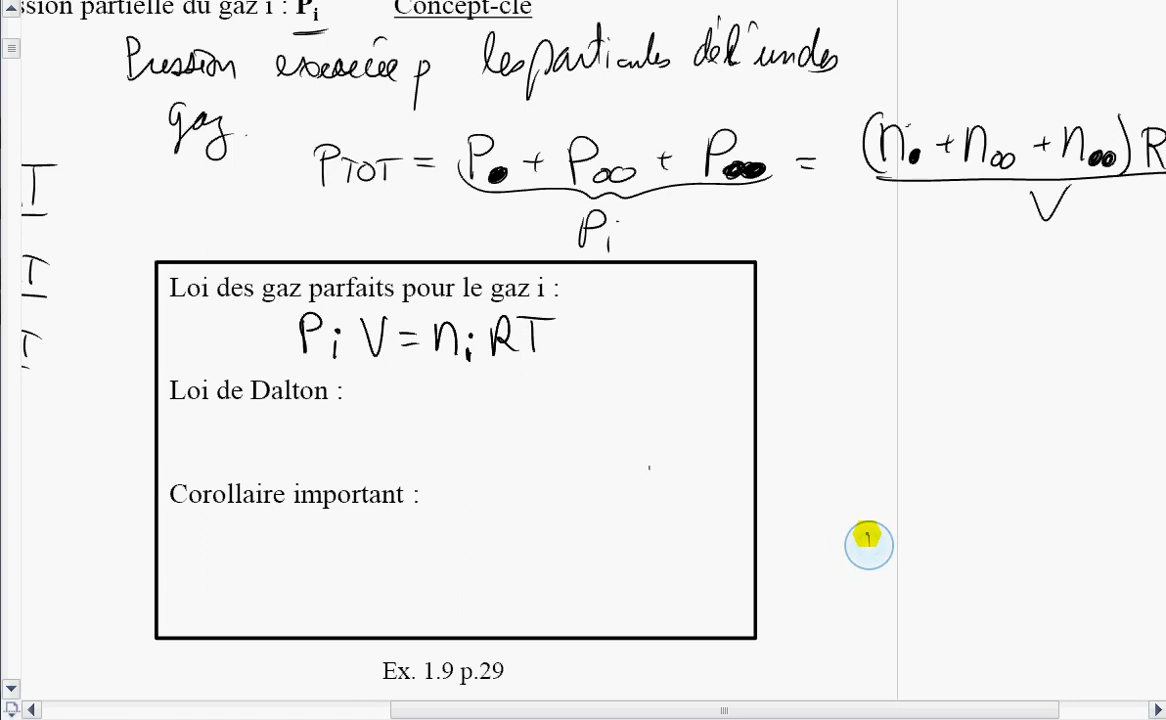 ssion partielle du gaz i : Pi Concept-clé
Pression exercée p les particules de l'un des
gaz.
PTOT = P● + P∞ + P●● = (n● + n∞ + n●●) R
V
Pi
T
T
T
Loi des gaz parfaits pour le gaz i :
Pi V = ni RT
Loi de Dalton :
Corollaire important :
Ex. 1.9 p.29